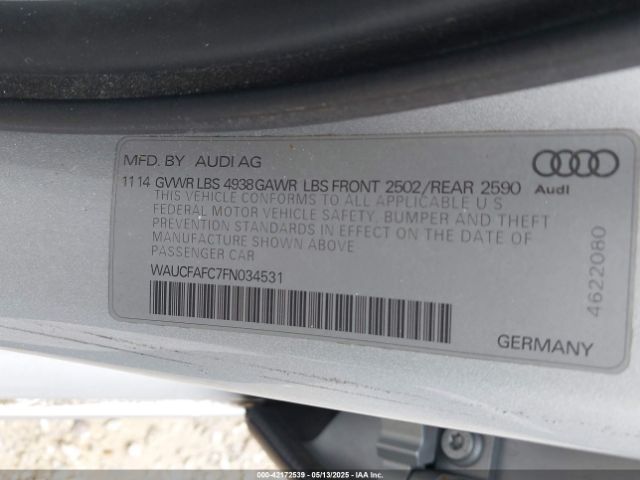 MFD. BY AUDI AG
11 14 GVWR LBS 4938 GAWR LBS FRONT 2502/REAR 2590
Audi
THIS VEHICLE CONFORMS TO ALL APPLICABLE U S
FEDERAL MOTOR VEHICLE SAFETY, BUMPER AND THEFT
PREVENTION STANDARDS IN EFFECT ON THE DATE OF
MANUFACTURE SHOWN ABOVE
PASSENGER CAR
WAUCFAFC7FN034531
4622080
GERMANY
000-42172539 - 05/13/2025 - IAA Inc.